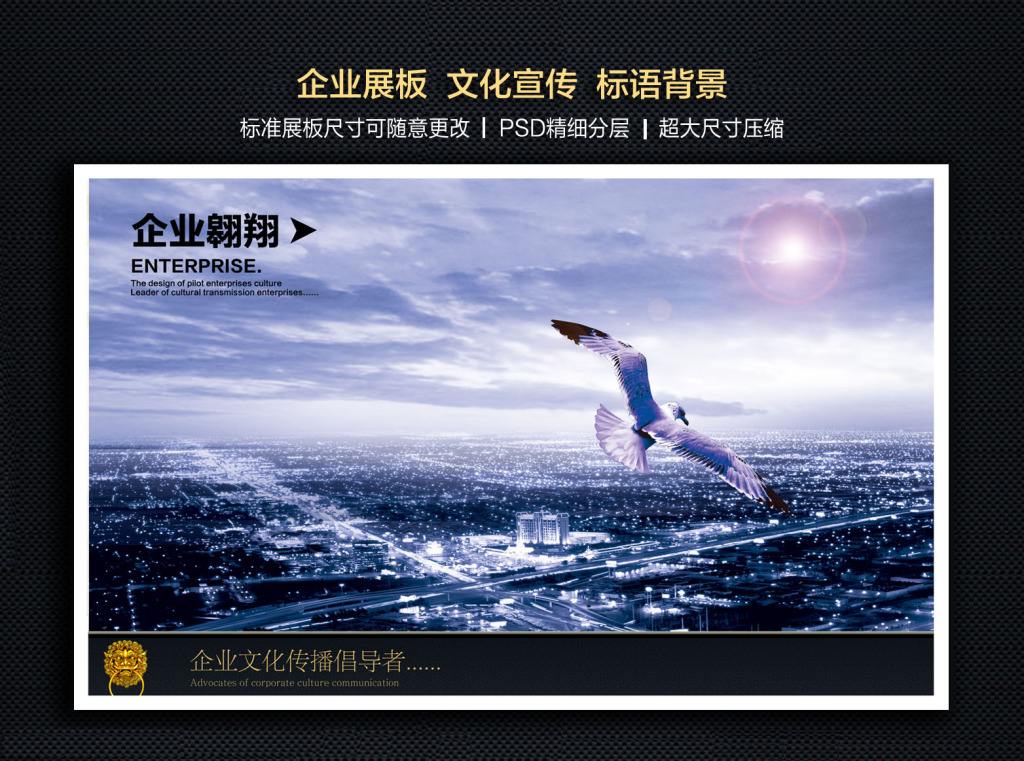 企业展板 文化宣传 标语背景
标准展板尺寸可随意更改 | PSD精细分层 | 超大尺寸压缩
企业翱翔
ENTERPRISE.
The design of pilot enterprises culture
Leader of cultural transmission enterprises......
企业文化传播倡导者......
Advocates of corporate culture communication